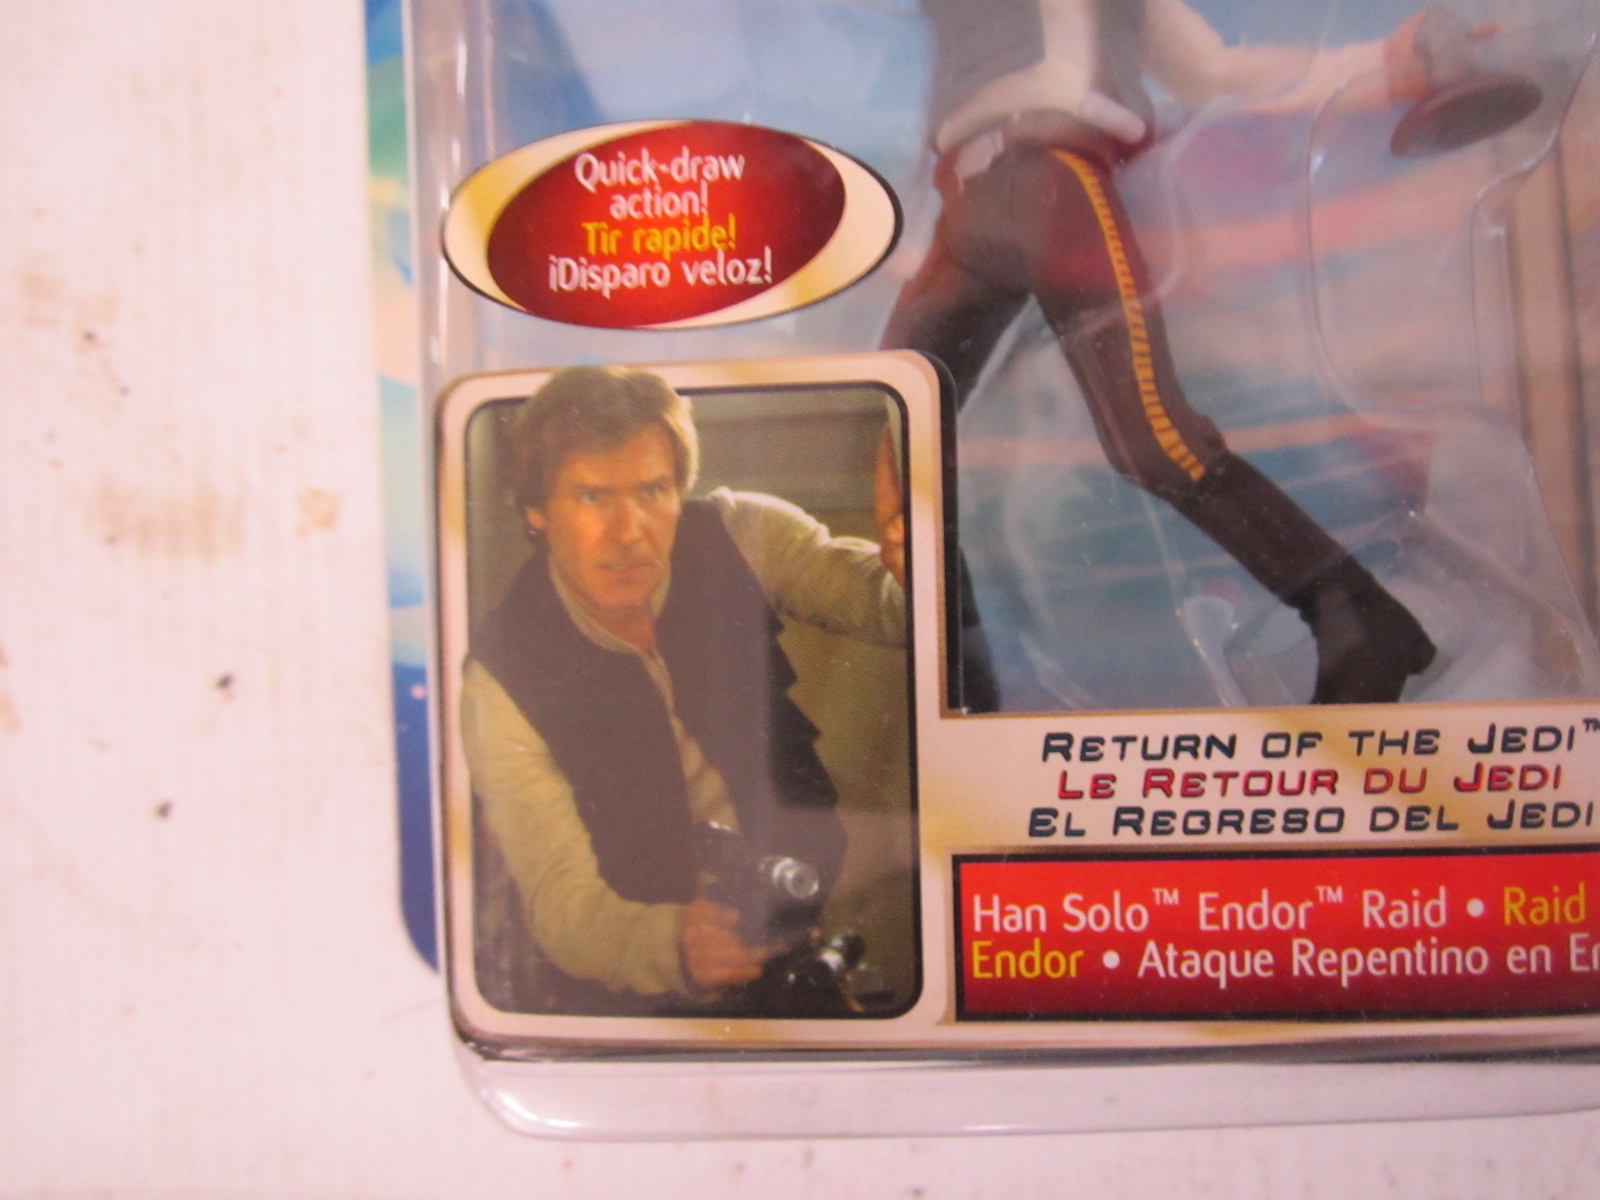 Quick-draw
action!
Tir rapide!
¡Disparo veloz!
RETURN OF THE JEDI™
LE RETOUR DU JEDI
EL REGRESO DEL JEDI
Han Solo™ Endor™ Raid • Raid
Endor • Ataque Repentino en